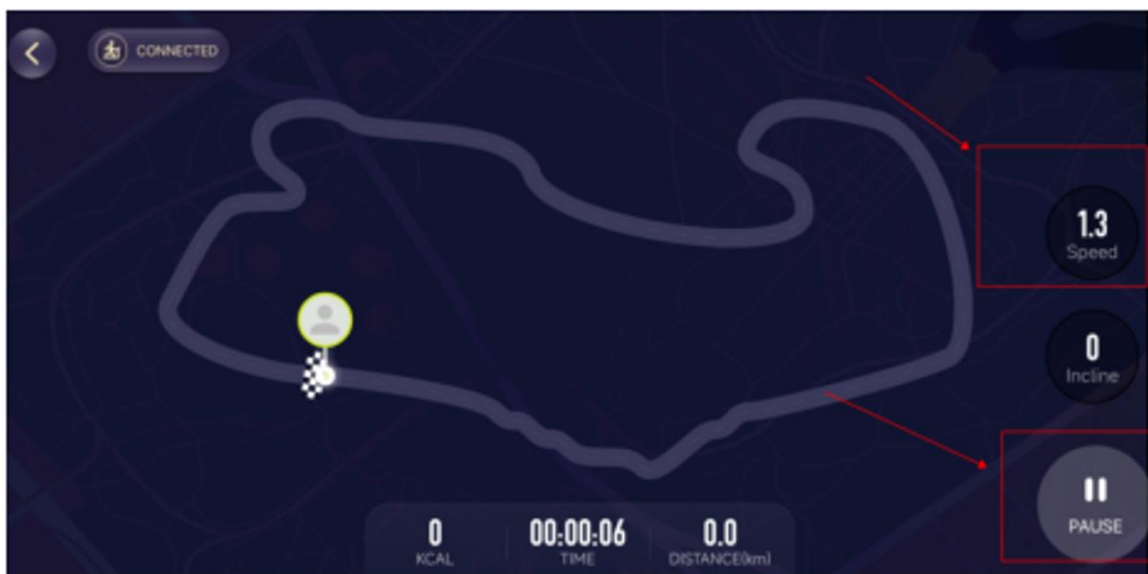 CONNECTED
1.3
Speed
0
Incline
PAUSE
0
KCAL
00:00:06
TIME
0.0
DISTANCE(km)